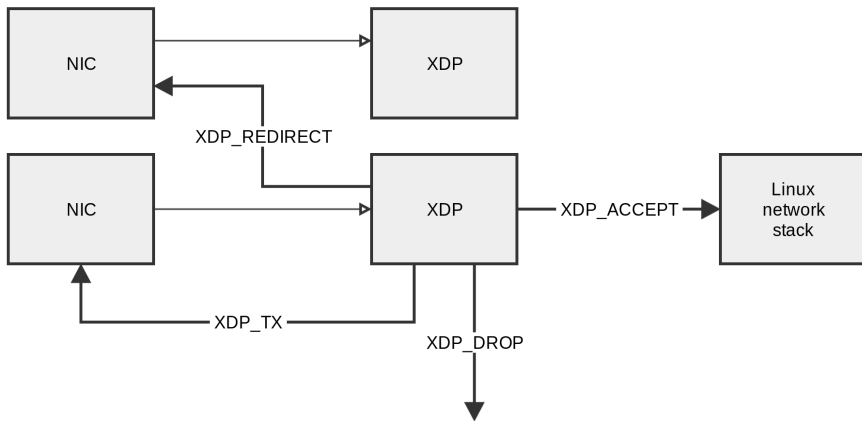 NIC
XDP
XDP_REDIRECT
NIC
XDP
XDP_ACCEPT
Linux
network
stack
XDP_TX
XDP_DROP